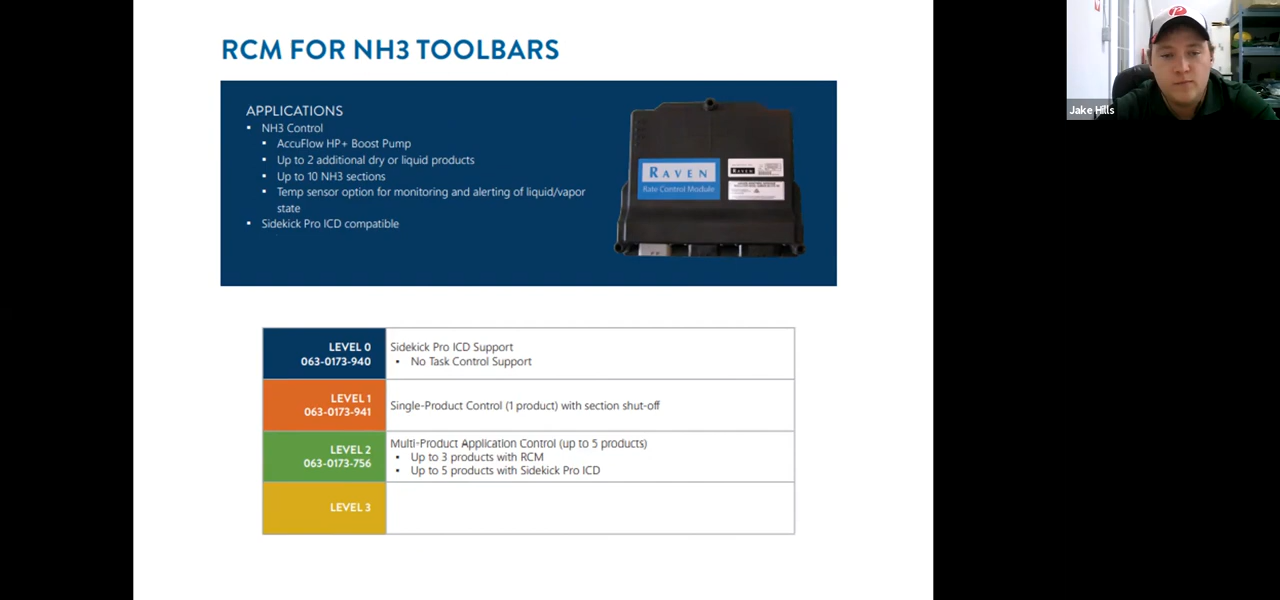 RCM FOR NH3 TOOLBARS
APPLICATIONS
▪ NH3 Control
▪ AccuFlow HP+ Boost Pump
▪ Up to 2 additional dry or liquid products
▪ Up to 10 NH3 sections
▪ Temp sensor option for monitoring and alerting of liquid/vapor
state
▪ Sidekick Pro ICD compatible
RAVEN
Rate Control Module
RAVEN
Jake Hills
LEVEL 0
063-0173-940
Sidekick Pro ICD Support
• No Task Control Support
LEVEL 1
063-0173-941
Single-Product Control (1 product) with section shut-off
LEVEL 2
063-0173-756
Multi-Product Application Control (up to 5 products)
• Up to 3 products with RCM
• Up to 5 products with Sidekick Pro ICD
LEVEL 3